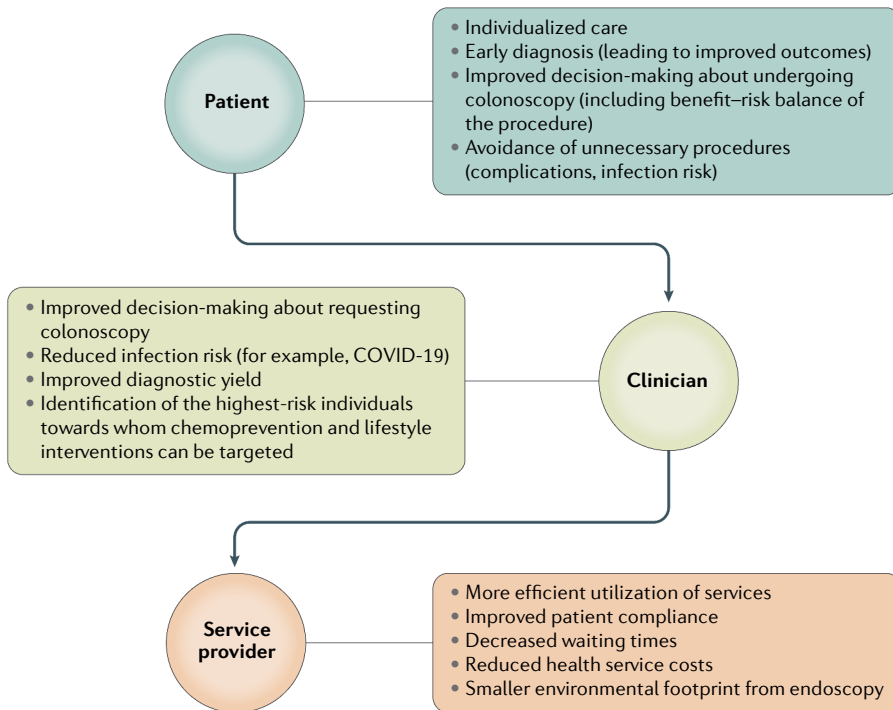 Patient
• Individualized care
• Early diagnosis (leading to improved outcomes)
• Improved decision-making about undergoing
colonoscopy (including benefit–risk balance of
the procedure)
• Avoidance of unnecessary procedures
(complications, infection risk)
• Improved decision-making about requesting
colonoscopy
• Reduced infection risk (for example, COVID-19)
• Improved diagnostic yield
• Identification of the highest-risk individuals
towards whom chemoprevention and lifestyle
interventions can be targeted
Clinician
Service
provider
• More efficient utilization of services
• Improved patient compliance
• Decreased waiting times
• Reduced health service costs
• Smaller environmental footprint from endoscopy